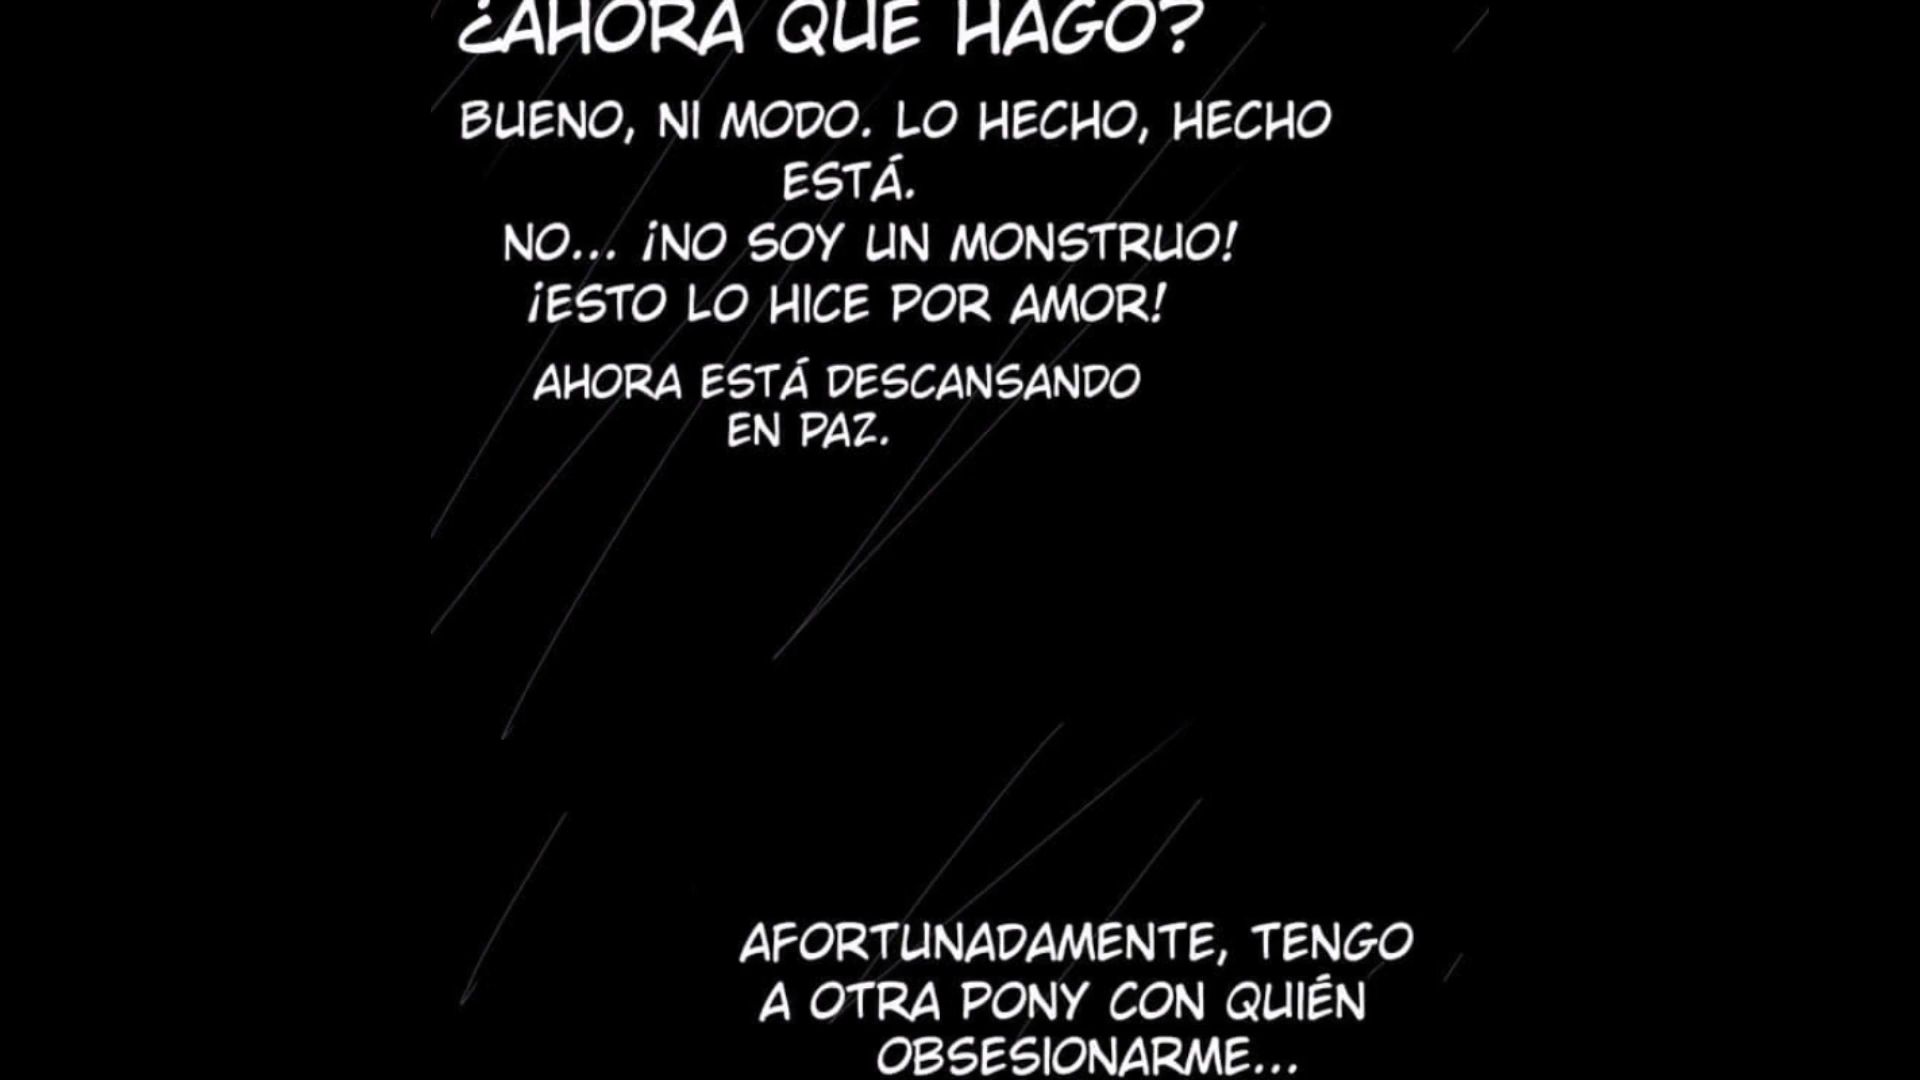 ¿AHORA QUE HAGO?
BUENO, NI MODO. LO HECHO, HECHO
ESTÁ.
NO... ¡NO SOY UN MONSTRUO!
¡ESTO LO HICE POR AMOR!
AHORA ESTÁ DESCANSANDO
EN PAZ.
AFORTUNADAMENTE, TENGO
A OTRA PONY CON QUIÉN
OBSESIONARME...